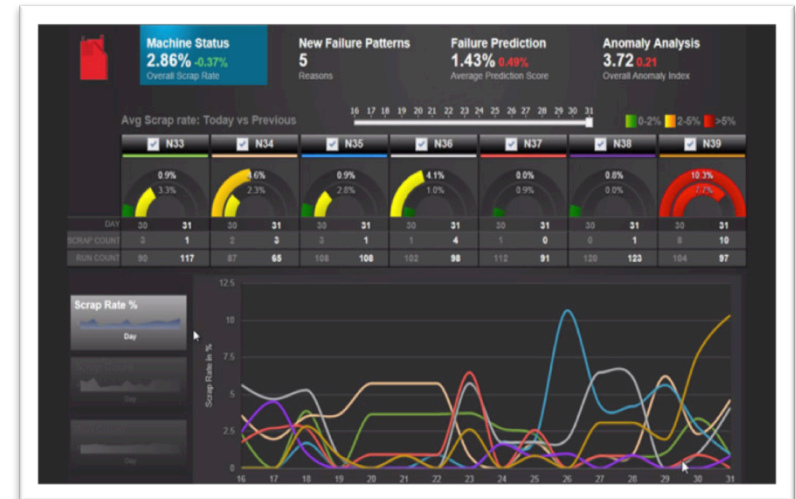 Machine Status
2.86% -0.37%
Overall Scrap Rate
New Failure Patterns
5
Reasons
Failure Prediction
1.43% 0.49%
Average Prediction Score
Anomaly Analysis
3.72 0.21
Overall Anomaly Index
Avg Scrap rate: Today vs Previous
16 17 18 19 20 21 22 23 24 25 26 27 28 29 30 31
0-2% 2-5% >5%
N33 N34 N35 N36 N37 N38 N39
0.9% 4.6% 0.9% 4.1% 0.0% 0.8% 10.3%
3.3% 2.3% 2.8% 1.0% 0.9% 0.0% 7.7%
DAY 30 31 30 31 30 31 30 31 30 31 30 31 30 31
SCRAP COUNT 3 1 2 3 3 1 1 4 1 0 0 1 8 10
RUN COUNT 90 117 87 65 108 108 102 98 112 91 120 123 104 97
Scrap Rate %
Day
Day
Day
Scrap Rate in %
12.5
10
7.5
5
2.5
0
16 17 18 19 20 21 22 23 24 25 26 27 28 29 30 31